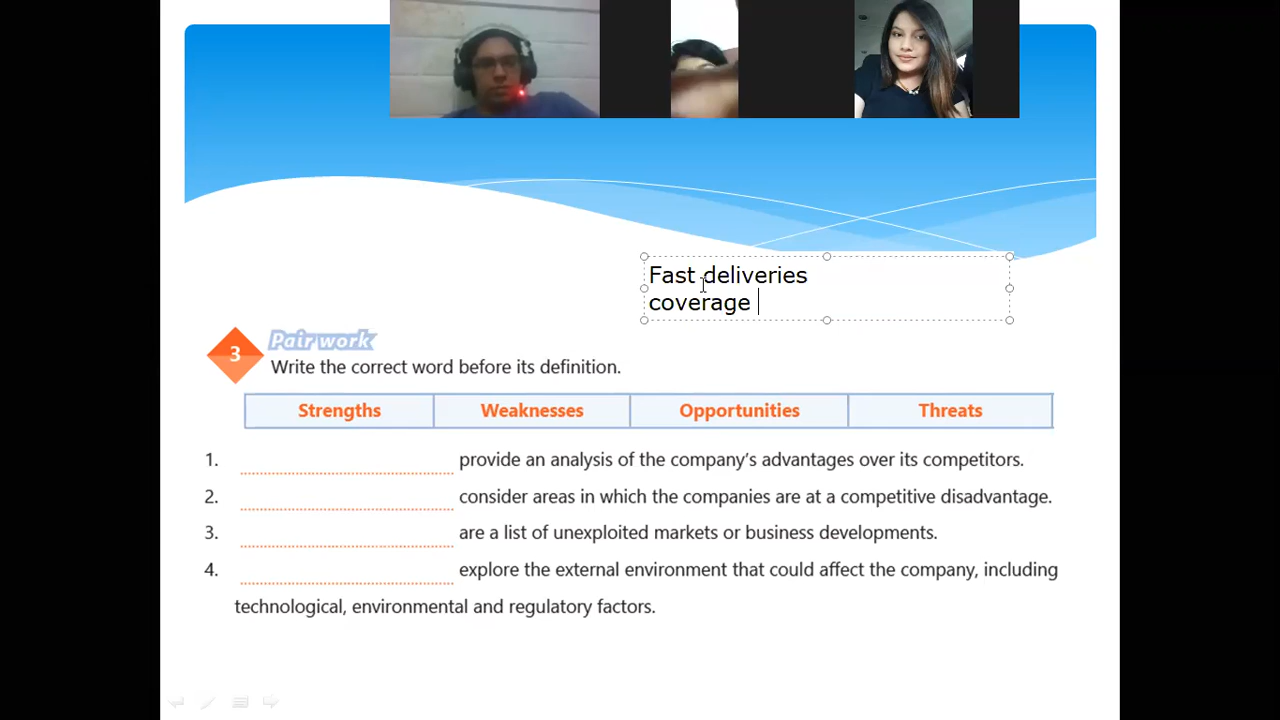 Fast deliveries
coverage
3
Pair work
Write the correct word before its definition.
Strengths Weaknesses Opportunities Threats
1. ........................................ provide an analysis of the company's advantages over its competitors.
2. ........................................ consider areas in which the companies are at a competitive disadvantage.
3. ........................................ are a list of unexploited markets or business developments.
4. ........................................ explore the external environment that could affect the company, including
technological, environmental and regulatory factors.